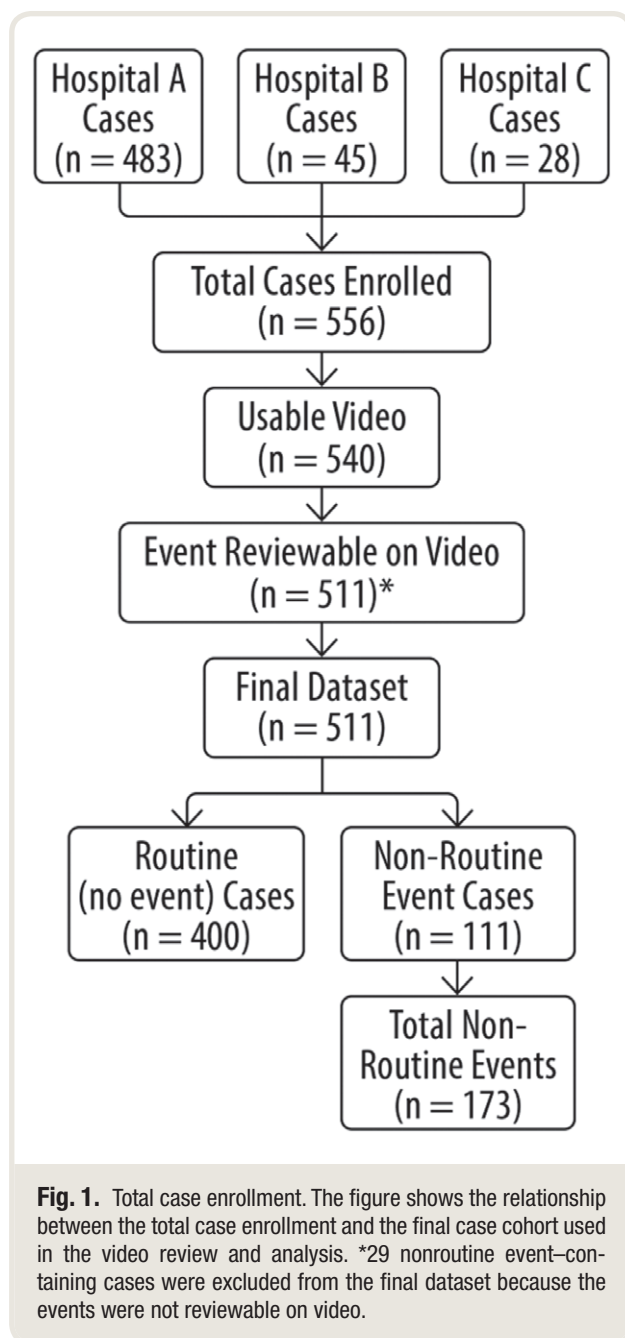 Hospital A
Cases
(n = 483)
Hospital B
Cases
(n = 45)
Hospital C
Cases
(n = 28)
Total Cases Enrolled
(n = 556)
Usable Video
(n = 540)
Event Reviewable on Video
(n = 511)*
Final Dataset
(n = 511)
Routine
(no event) Cases
(n = 400)
Non-Routine
Event Cases
(n = 111)
Total Non-
Routine Events
(n = 173)
Fig. 1. Total case enrollment. The figure shows the relationship
between the total case enrollment and the final case cohort used
in the video review and analysis. *29 nonroutine event–con-
taining cases were excluded from the final dataset because the
events were not reviewable on video.